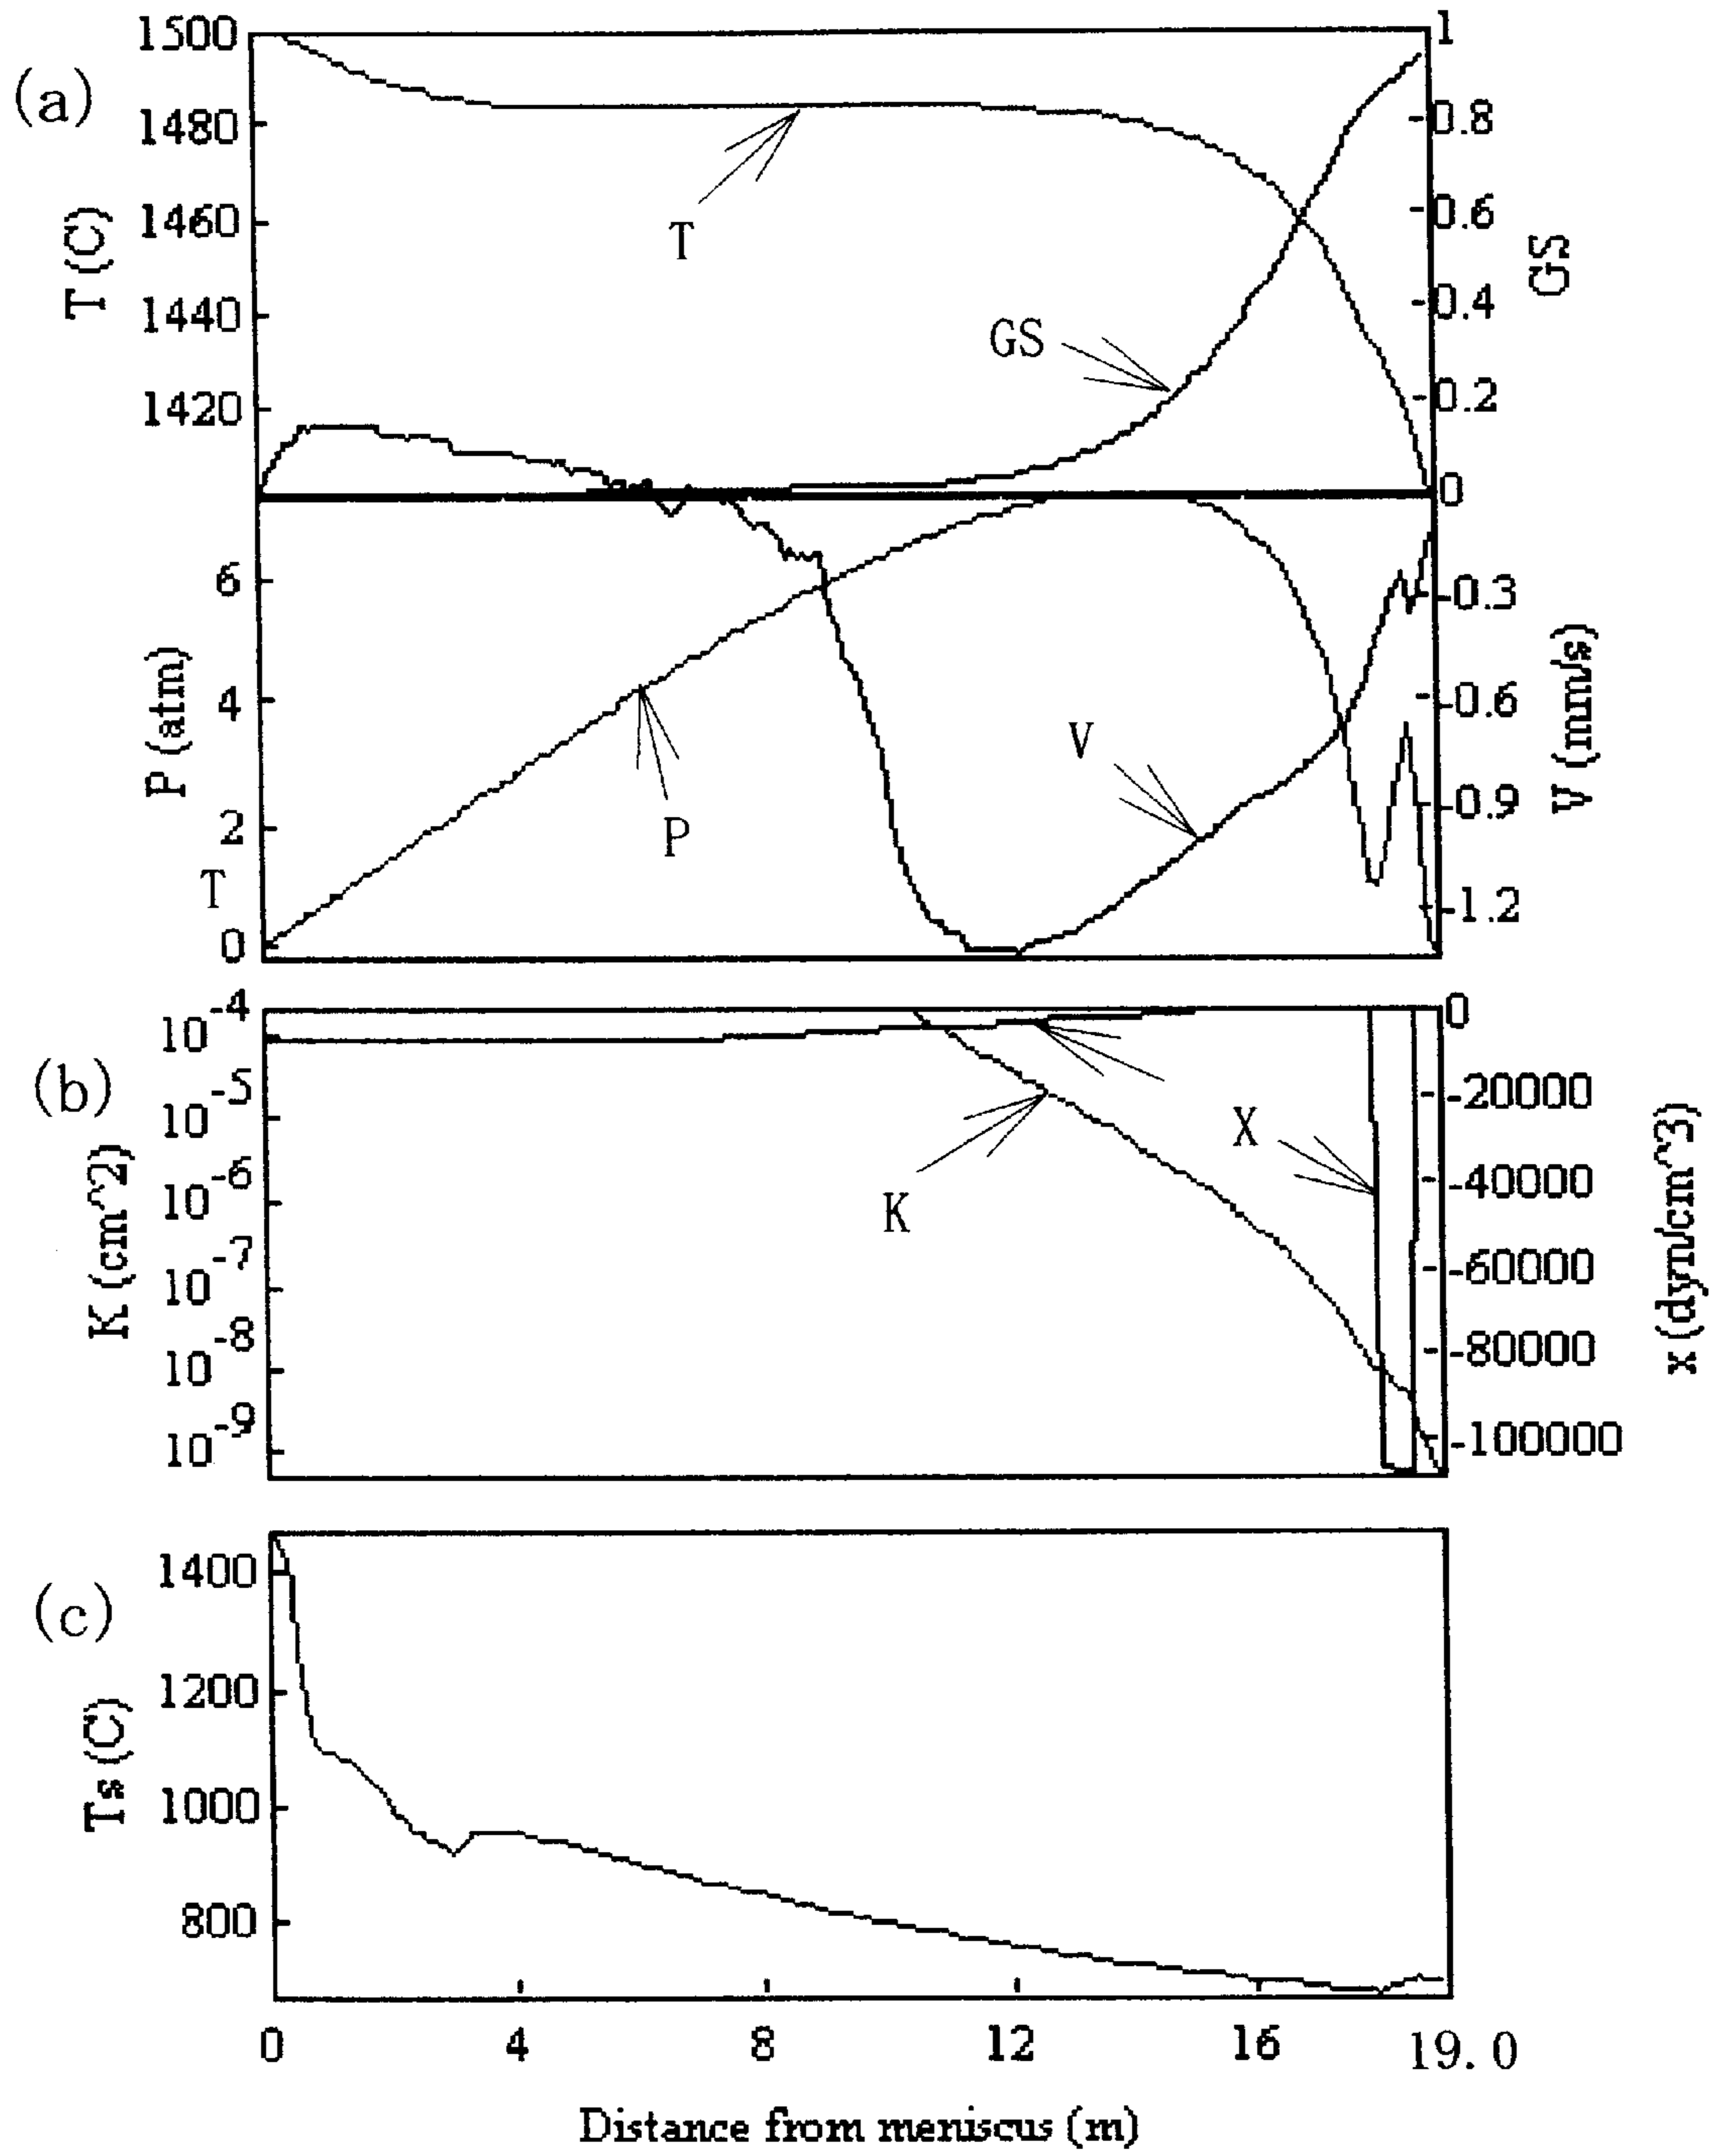 (a)
1500
1480
1460
1440
1420
T (C)
1
0.8
0.6
0.4
0.2
0
GS
T
GS
6
4
2
0
P (atm)
T
-0.3
-0.6
-0.9
-1.2
V (mm/s)
P
V
(b)
10^-4
10^-5
10^-6
10^-7
10^-8
10^-9
K (cm^2)
0
-20000
-40000
-60000
-80000
-100000
x (dyn/cm^3)
K
X
(c)
1400
1200
1000
800
Ts (C)
0 4 8 12 16 19.0
Distance from meniscus (m)